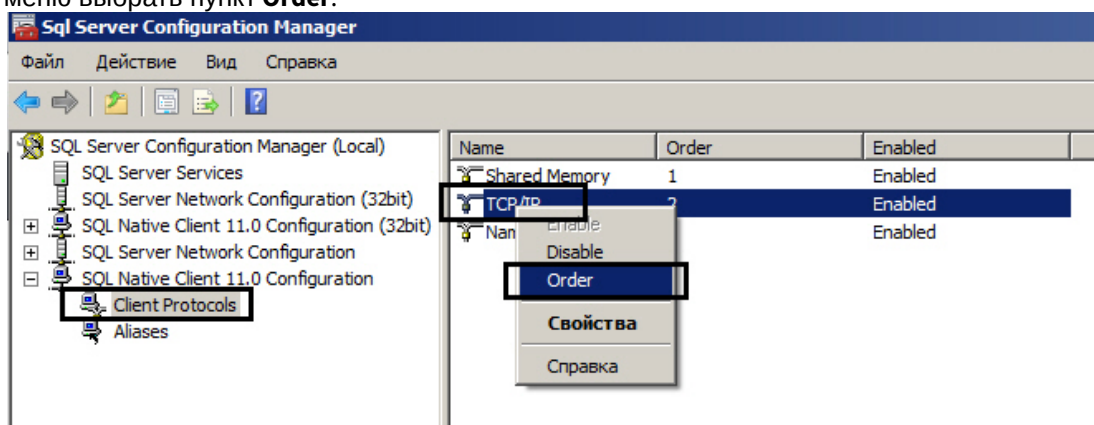 меню выбрать пункт Order.
Sql Server Configuration Manager
Файл Действие Вид Справка
SQL Server Configuration Manager (Local)
SQL Server Services
SQL Server Network Configuration (32bit)
SQL Native Client 11.0 Configuration (32bit)
SQL Server Network Configuration
SQL Native Client 11.0 Configuration
Client Protocols
Aliases
Name Order Enabled
Shared Memory 1 Enabled
TCP/IP 2 Enabled
Nam Enabled
Enable
Disable
Order
Свойства
Справка